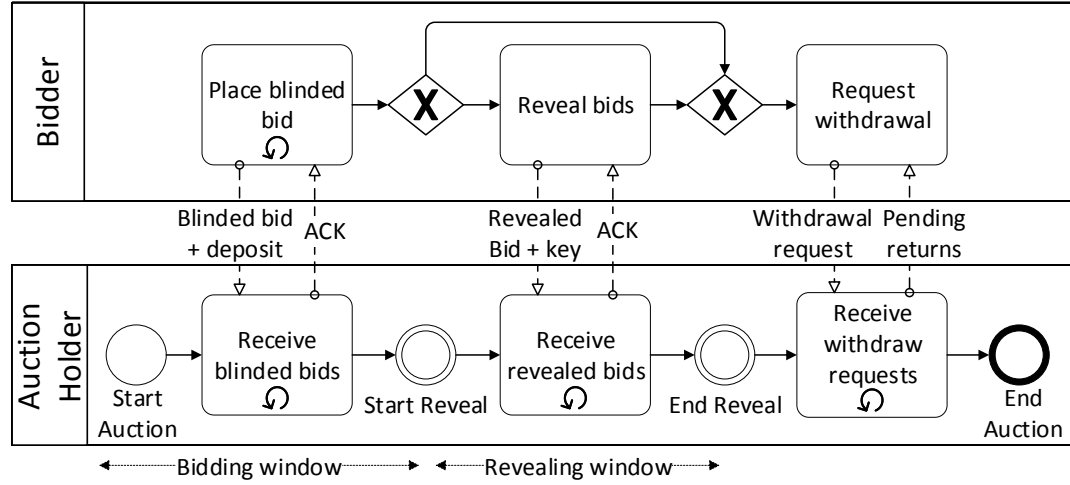 Bidder
Place blinded
bid
X
Reveal bids
X
Request
withdrawal
Blinded bid
+ deposit
ACK
Revealed
Bid + key
ACK
Withdrawal
request
Pending
returns
Auction
Holder
Start
Auction
Receive
blinded bids
Start Reveal
Receive
revealed bids
End Reveal
Receive
withdraw
requests
End
Auction
Bidding window
Revealing window